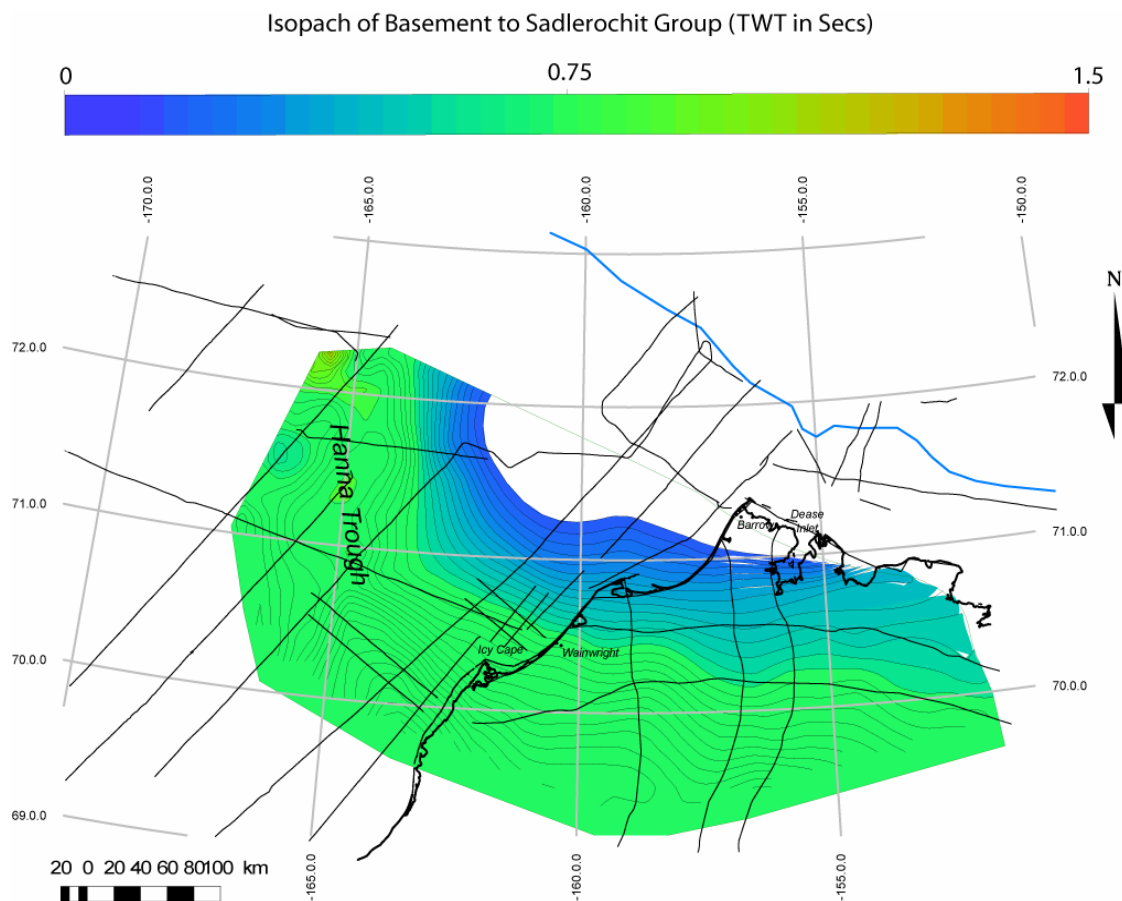 Isopach of Basement to Sadlerochit Group (TWT in Secs)
0 0.75 1.5
-170.0.0 -165.0.0 -160.0.0 -155.0.0 -150.0.0
N
72.0.0 72.0.0
71.0.0 71.0.0
Hanna Trough
Barro
Dease
Inlet
Icy Cape
Wainwright
70.0.0 70.0.0
69.0.0
20 0 20 40 60 80 100 km
-165.0.0 -160.0.0 -155.0.0